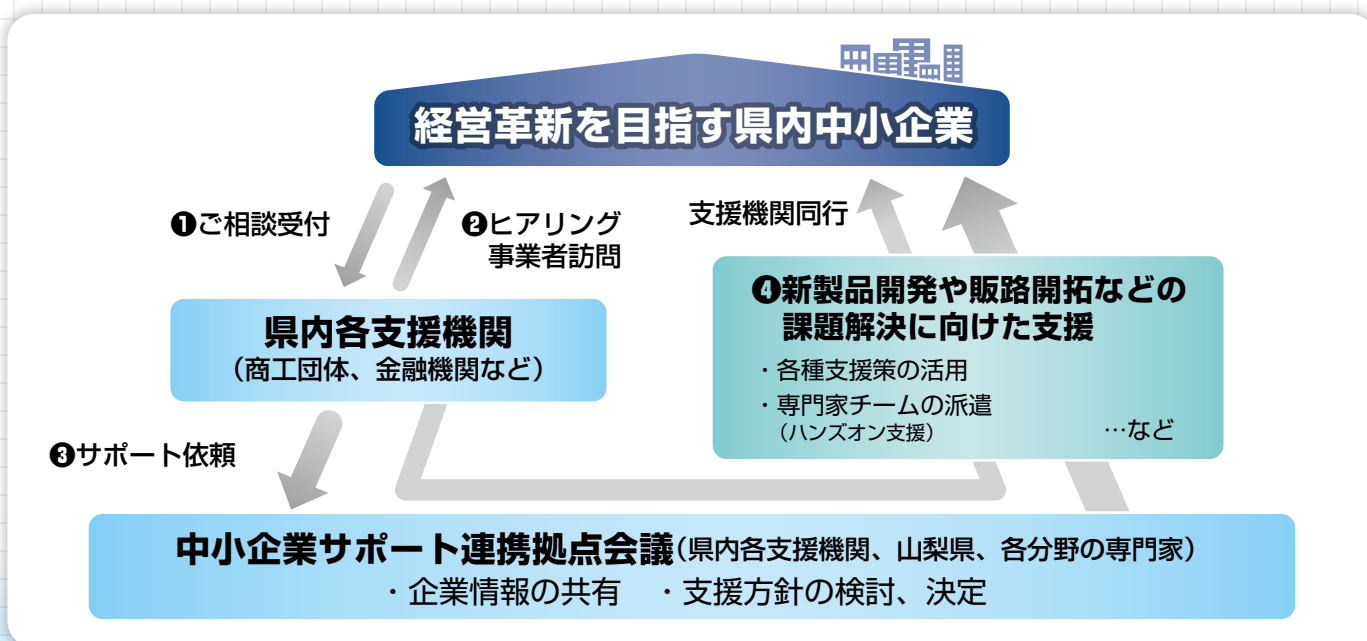 経営革新を目指す県内中小企業
❶ご相談受付
❷ヒアリング
事業者訪問
支援機関同行
県内各支援機関
（商工団体、金融機関など）
❹新製品開発や販路開拓などの
課題解決に向けた支援
・各種支援策の活用
・専門家チームの派遣
（ハンズオン支援）
…など
❸サポート依頼
中小企業サポート連携拠点会議（県内各支援機関、山梨県、各分野の専門家）
・企業情報の共有　・支援方針の検討、決定